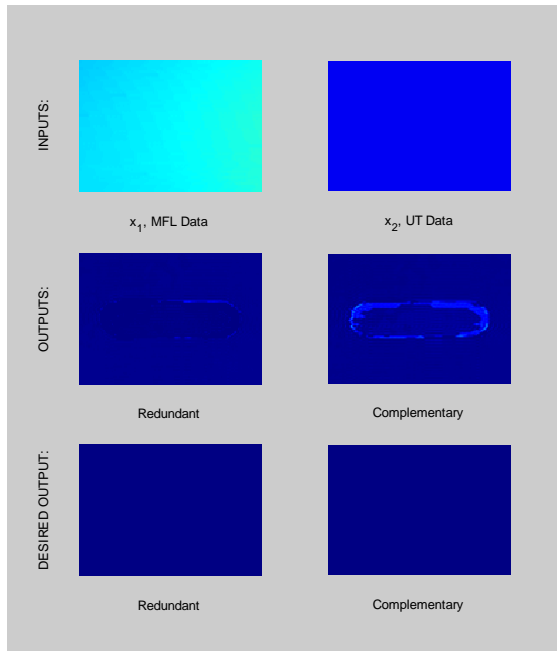 INPUTS:
x1, MFL Data
x2, UT Data
OUTPUTS:
Redundant
Complementary
DESIRED OUTPUT:
Redundant
Complementary